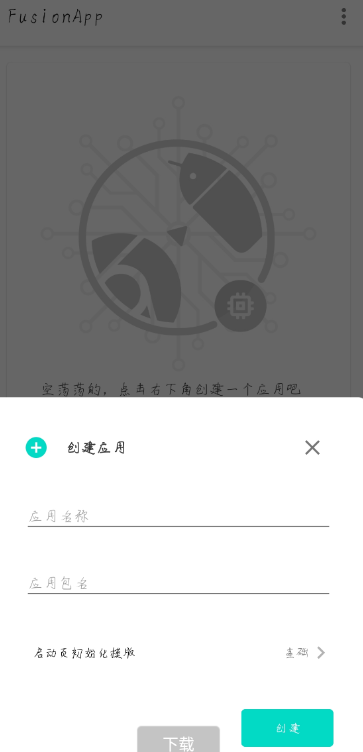 FusionApp
空荡荡的，点击右下角创建一个应用吧
创建应用
应用名称
应用包名
启动页初始化模版
基础
创建
下载